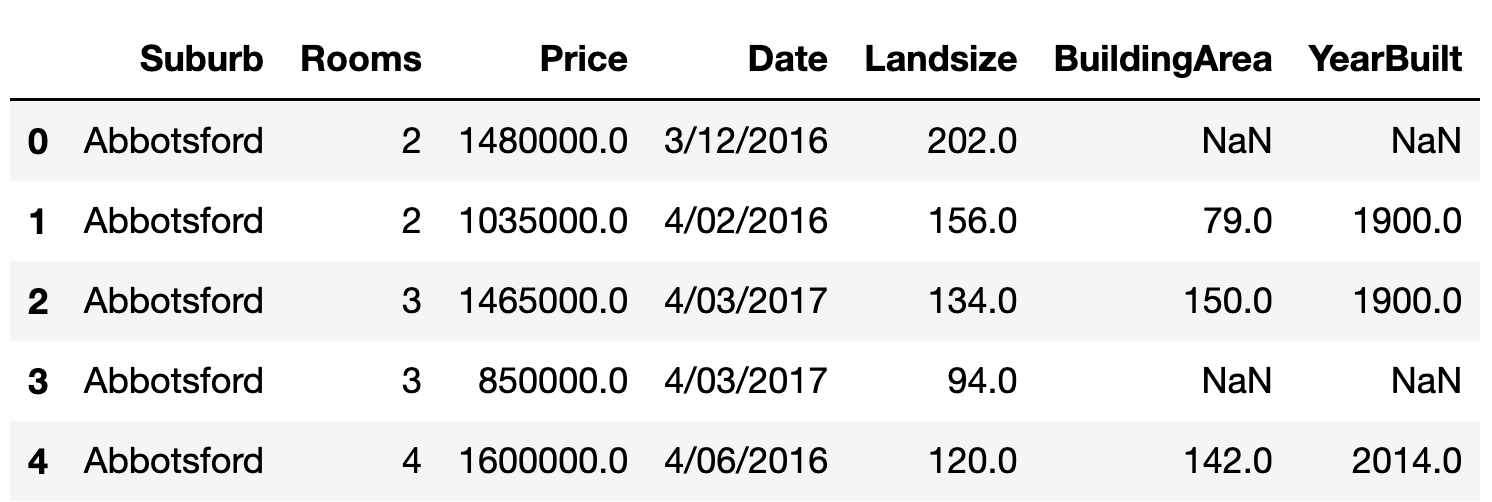 Suburb Rooms Price Date Landsize BuildingArea YearBuilt
0 Abbotsford 2 1480000.0 3/12/2016 202.0 NaN NaN
1 Abbotsford 2 1035000.0 4/02/2016 156.0 79.0 1900.0
2 Abbotsford 3 1465000.0 4/03/2017 134.0 150.0 1900.0
3 Abbotsford 3 850000.0 4/03/2017 94.0 NaN NaN
4 Abbotsford 4 1600000.0 4/06/2016 120.0 142.0 2014.0